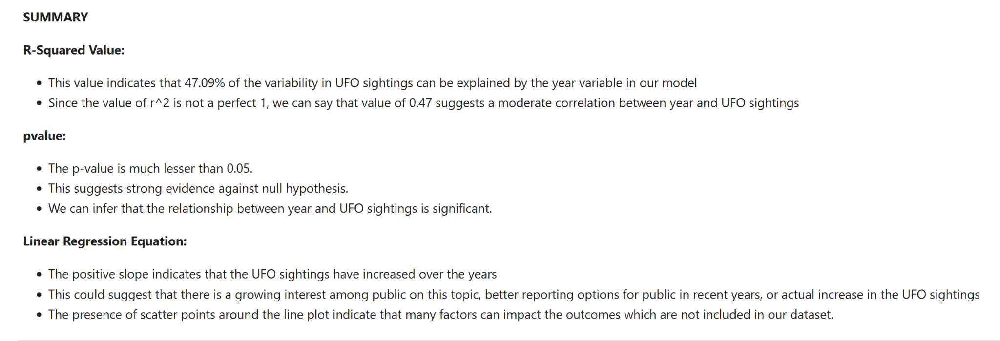 SUMMARY
R-Squared Value:
• This value indicates that 47.09% of the variability in UFO sightings can be explained by the year variable in our model
• Since the value of r^2 is not a perfect 1, we can say that value of 0.47 suggests a moderate correlation between year and UFO sightings
pvalue:
• The p-value is much lesser than 0.05.
• This suggests strong evidence against null hypothesis.
• We can infer that the relationship between year and UFO sightings is significant.
Linear Regression Equation:
• The positive slope indicates that the UFO sightings have increased over the years
• This could suggest that there is a growing interest among public on this topic, better reporting options for public in recent years, or actual increase in the UFO sightings
• The presence of scatter points around the line plot indicate that many factors can impact the outcomes which are not included in our dataset.